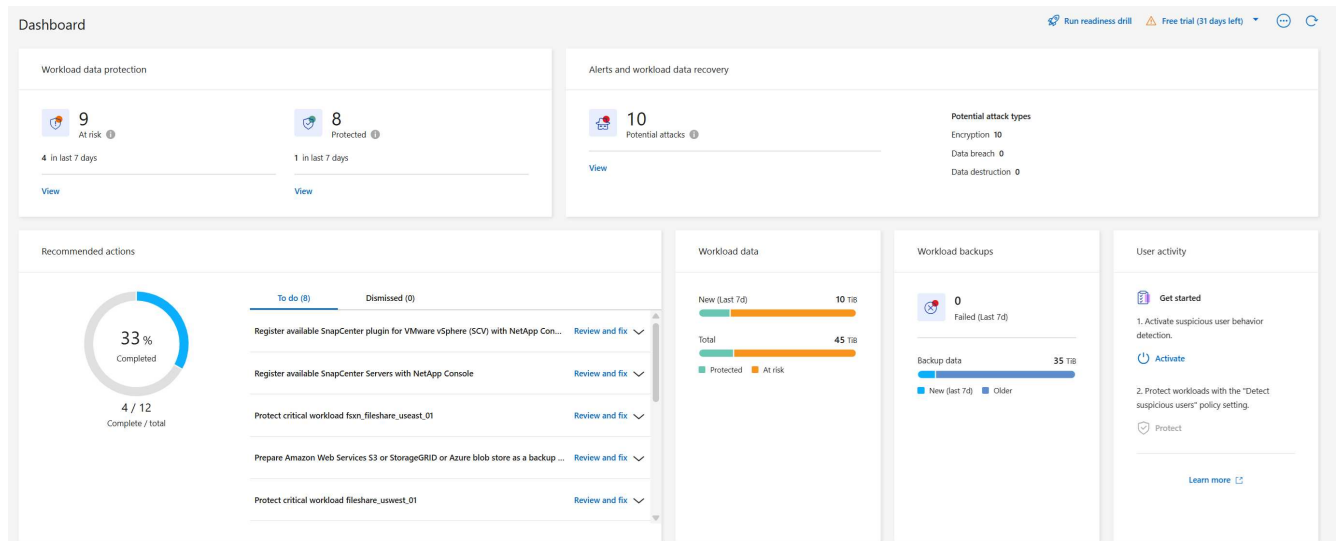 Dashboard
Run readiness drill
Free trial (31 days left)
Workload data protection
9
At risk
4 in last 7 days
View
8
Protected
1 in last 7 days
View
Alerts and workload data recovery
10
Potential attacks
View
Potential attack types
Encryption 10
Data breach 0
Data destruction 0
Recommended actions
33 %
Completed
4 / 12
Complete / total
To do (8)
Dismissed (0)
Register available SnapCenter plugin for VMware vSphere (SCV) with NetApp Con... Review and fix
Register available SnapCenter Servers with NetApp Console Review and fix
Protect critical workload fsxn_fileshare_useast_01 Review and fix
Prepare Amazon Web Services S3 or StorageGRID or Azure blob store as a backup ... Review and fix
Protect critical workload fileshare_uswest_01 Review and fix
Workload data
New (Last 7d) 10 TiB
Total 45 TiB
Protected At risk
Workload backups
0
Failed (Last 7d)
Backup data 35 TiB
New (last 7d) Older
User activity
Get started
1. Activate suspicious user behavior
detection.
Activate
2. Protect workloads with the "Detect
suspicious users" policy setting.
Protect
Learn more